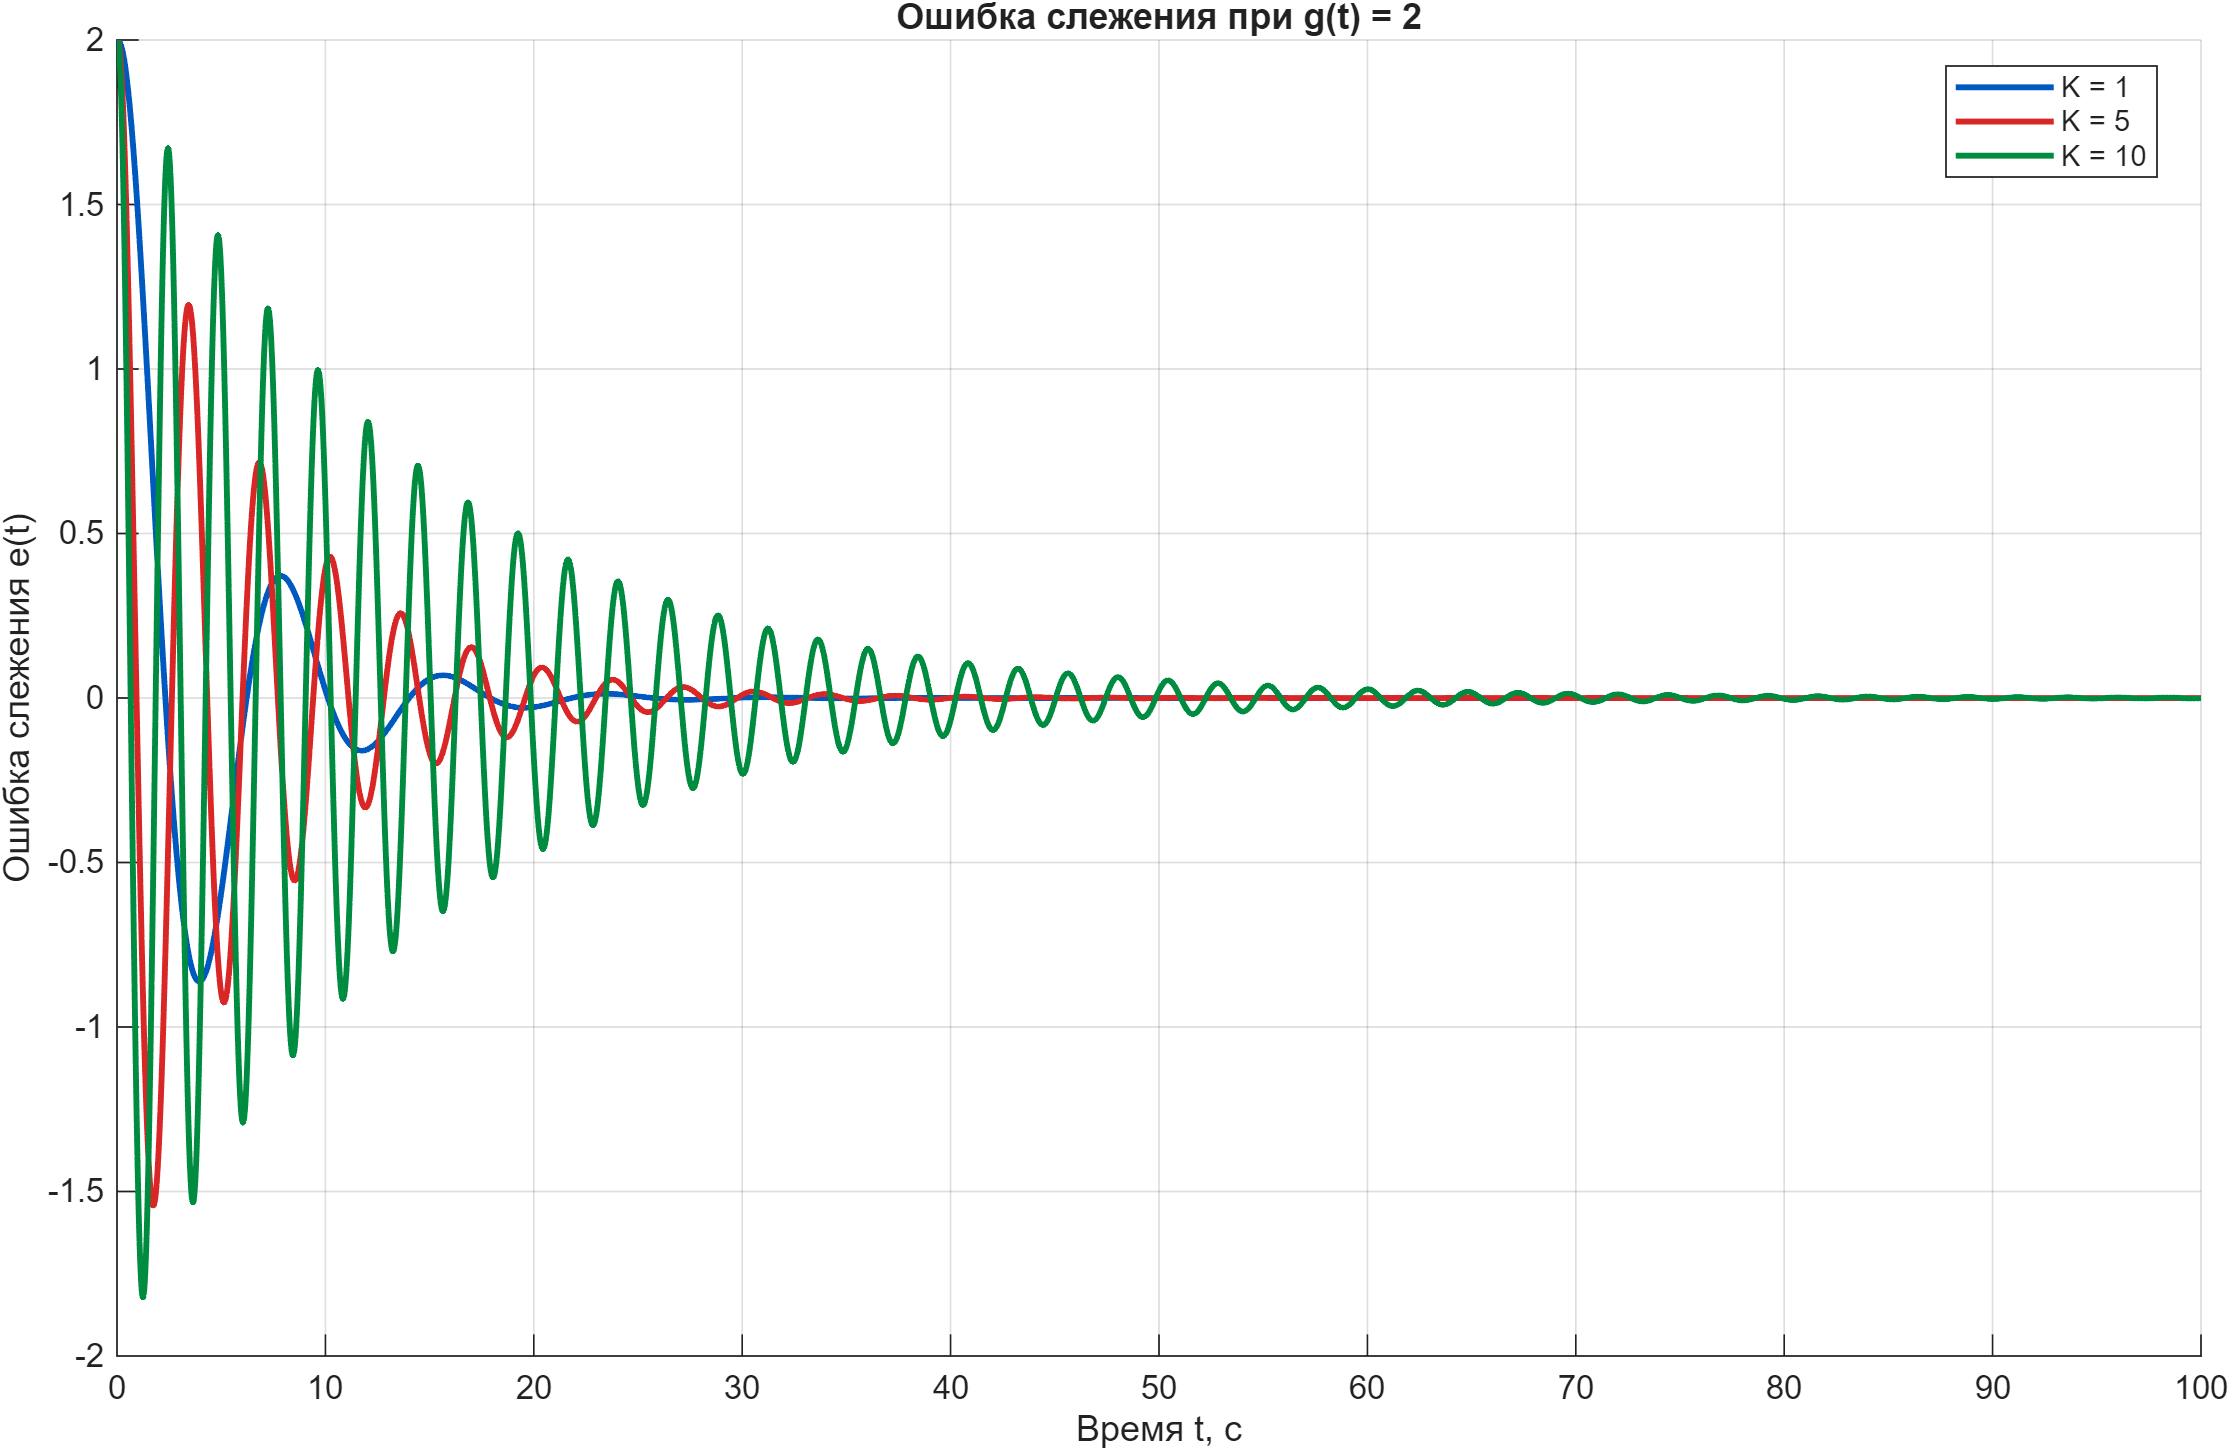 Ошибка слежения при g(t) = 2
K = 1
K = 5
K = 10
Ошибка слежения e(t)
2
1.5
1
0.5
0
-0.5
-1
-1.5
-2
0 10 20 30 40 50 60 70 80 90 100
Время t, с